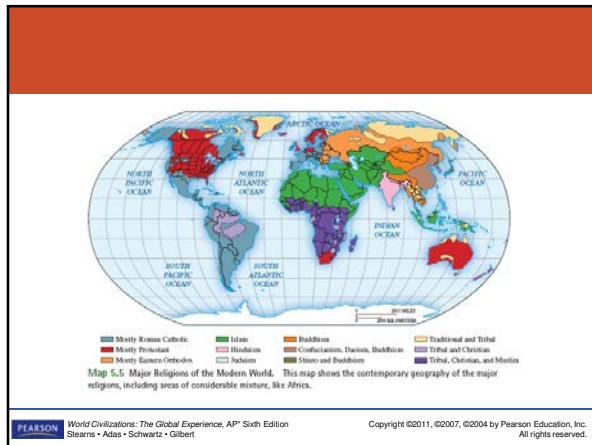 ARCTIC OCEAN
NORTH
PACIFIC
OCEAN
NORTH
ATLANTIC
OCEAN
PACIFIC
OCEAN
INDIAN
OCEAN
SOUTH
PACIFIC
OCEAN
SOUTH
ATLANTIC
OCEAN
Mostly Roman Catholic
Mostly Protestant
Mostly Eastern Orthodox
Islam
Hinduism
Judaism
Buddhism
Confucianism, Daoism, Buddhism
Shinto and Buddhism
Traditional and Tribal
Tribal and Christian
Tribal, Christian, and Muslim
Map 5.5 Major Religions of the Modern World. This map shows the contemporary geography of the major
religions, including areas of considerable mixture, like Africa.
PEARSON
World Civilizations: The Global Experience, AP* Sixth Edition
Stearns • Adas • Schwartz • Gilbert
Copyright ©2011, ©2007, ©2004 by Pearson Education, Inc.
All rights reserved.